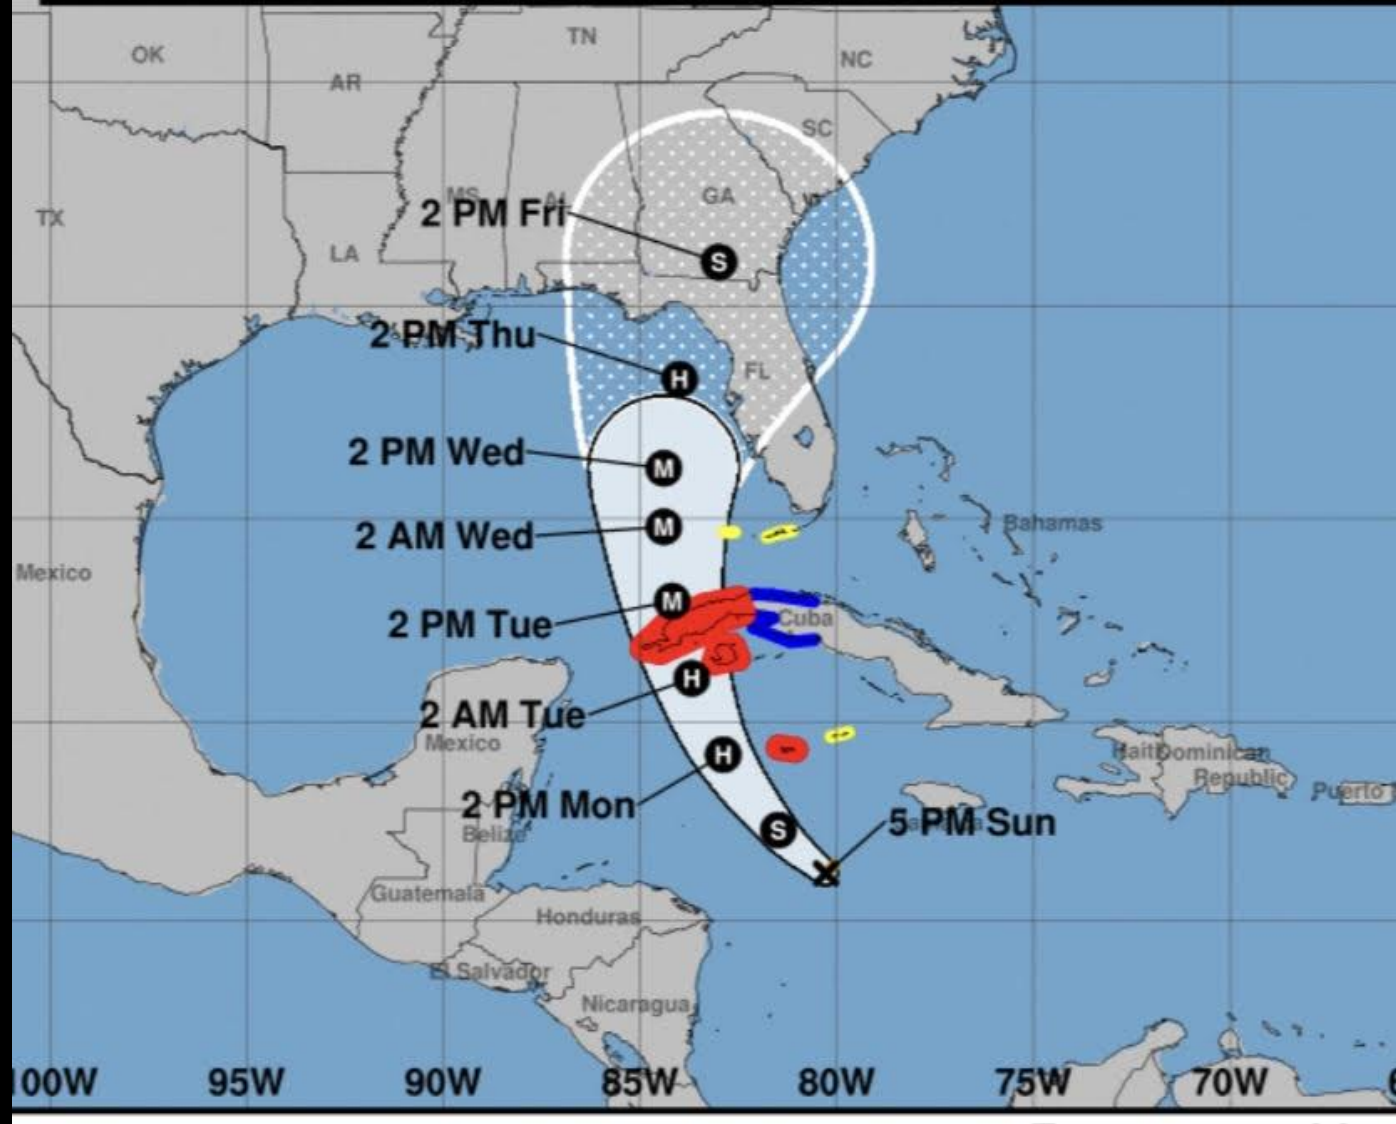 TN
OK
NC
AR
SC
MS
AL
GA
TX
2 PM Fri
LA
S
2 PM Thu
H
FL
2 PM Wed
M
2 AM Wed
M
Bahamas
Mexico
2 PM Tue
M
Cuba
H
2 AM Tue
Mexico
H
Haiti
Dominican
Republic
Puerto
2 PM Mon
S
5 PM Sun
Belize
Guatemala
Honduras
El Salvador
Nicaragua
100W 95W 90W 85W 80W 75W 70W